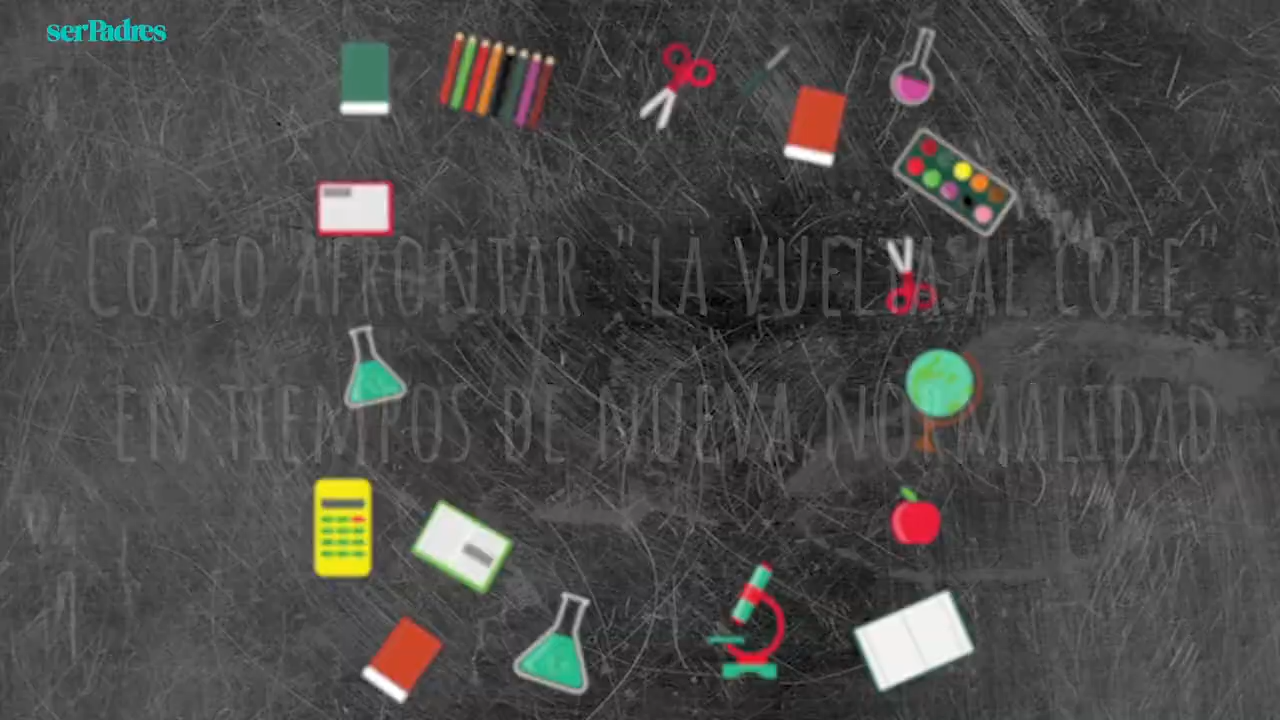 serPadres
CÓMO AFRONTAR "LA VUELTA AL COLE"
EN TIEMPOS DE NUEVA NORMALIDAD